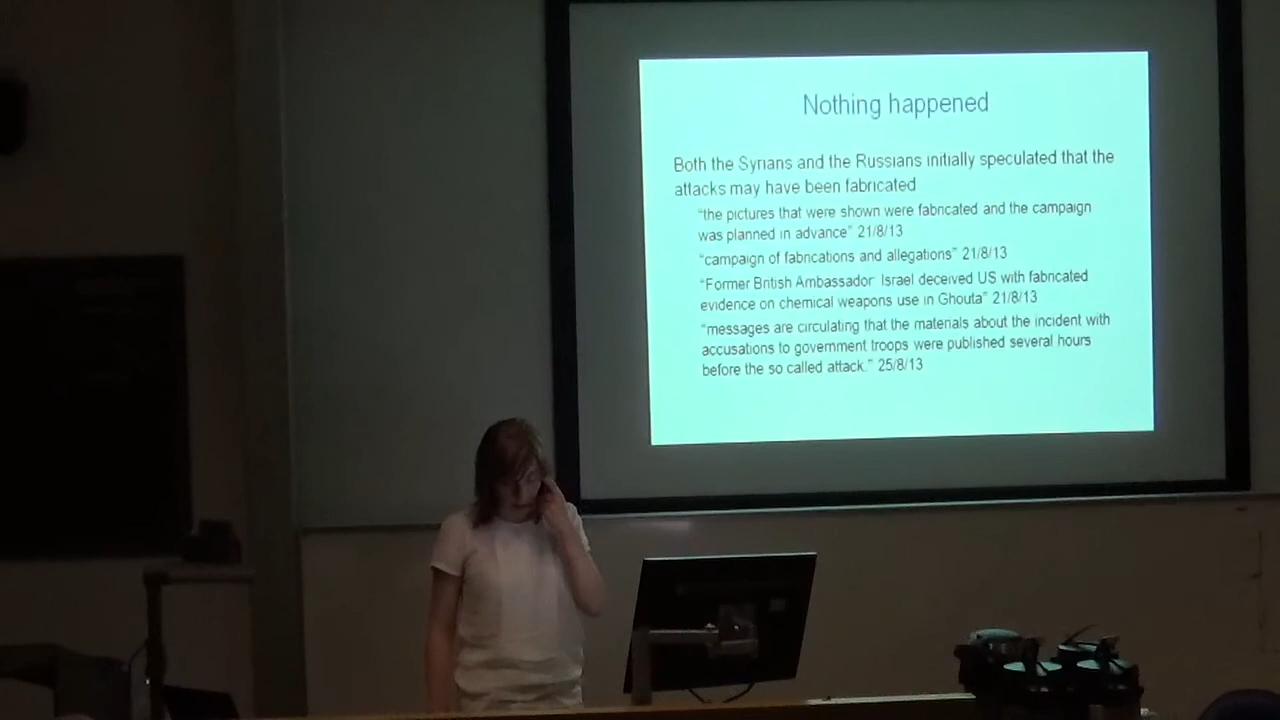 Nothing happened
Both the Syrians and the Russians initially speculated that the
attacks may have been fabricated
“the pictures that were shown were fabricated and the campaign
was planned in advance” 21/8/13
“campaign of fabrications and allegations” 21/8/13
“Former British Ambassador Israel deceived US with fabricated
evidence on chemical weapons use in Ghouta” 21/8/13
“messages are circulating that the materials about the incident with
accusations to government troops were published several hours
before the so called attack.” 25/8/13